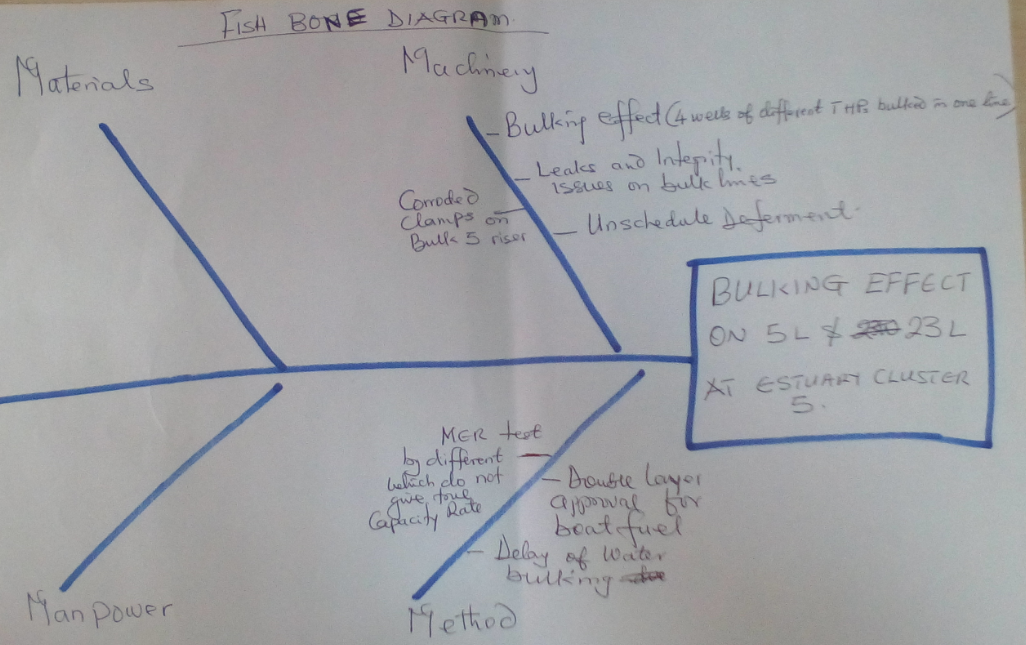 FISH BONE DIAGRAM.
Materials
Machinery
- Bulking effect (4 wells of different THPs bulked in one line)
- Leaks and Integrity
issues on bulk lines
Corroded
clamps on
Bulk 5 riser
- Unschedule Deferment.
BULKING EFFECT
ON 5L & 23L
AT ESTUARY CLUSTER
5.
MER test
by different
which do not
give true
Capacity Rate
- Double layer
approval for
boat fuel
- Delay of water
bulking
Manpower
Method